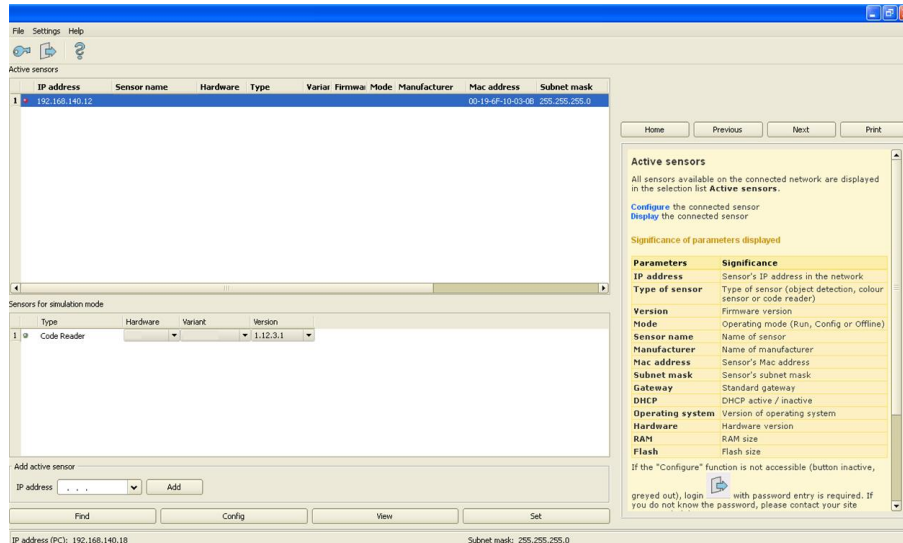 File Settings Help
Active sensors
IP address Sensor name Hardware Type Variar Firmwar Mode Manufacturer Mac address Subnet mask
1 192.168.140.12 00-19-6F-10-03-0B 255.255.255.0
Sensors for simulation mode
Type Hardware Variant Version
1 Code Reader 1.12.3.1
Add active sensor
IP address . . . Add
Find Config View Set
IP address (PC): 192.168.140.18 Subnet mask: 255.255.255.0
Home Previous Next Print
Active sensors
All sensors available on the connected network are displayed
in the selection list Active sensors.
Configure the connected sensor
Display the connected sensor
Significance of parameters displayed
Parameters Significance
IP address Sensor's IP address in the network
Type of sensor Type of sensor (object detection, colour
sensor or code reader)
Version Firmware version
Mode Operating mode (Run, Config or Offline)
Sensor name Name of sensor
Manufacturer Name of manufacturer
Mac address Sensor's Mac address
Subnet mask Sensor's subnet mask
Gateway Standard gateway
DHCP DHCP active / inactive
Operating system Version of operating system
Hardware Hardware version
RAM RAM size
Flash Flash size
If the "Configure" function is not accessible (button inactive,
greyed out), login with password entry is required. If
you do not know the password, please contact your site